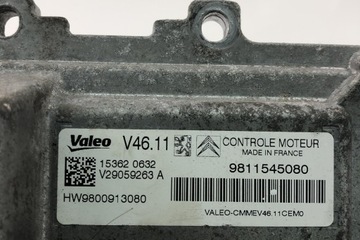 Valeo V46.11 CONTROLE MOTEUR
MADE IN FRANCE
15362 0632
V29059263 A
9811545080
HW9800913080
VALEO-CMMEV46.11CEM0